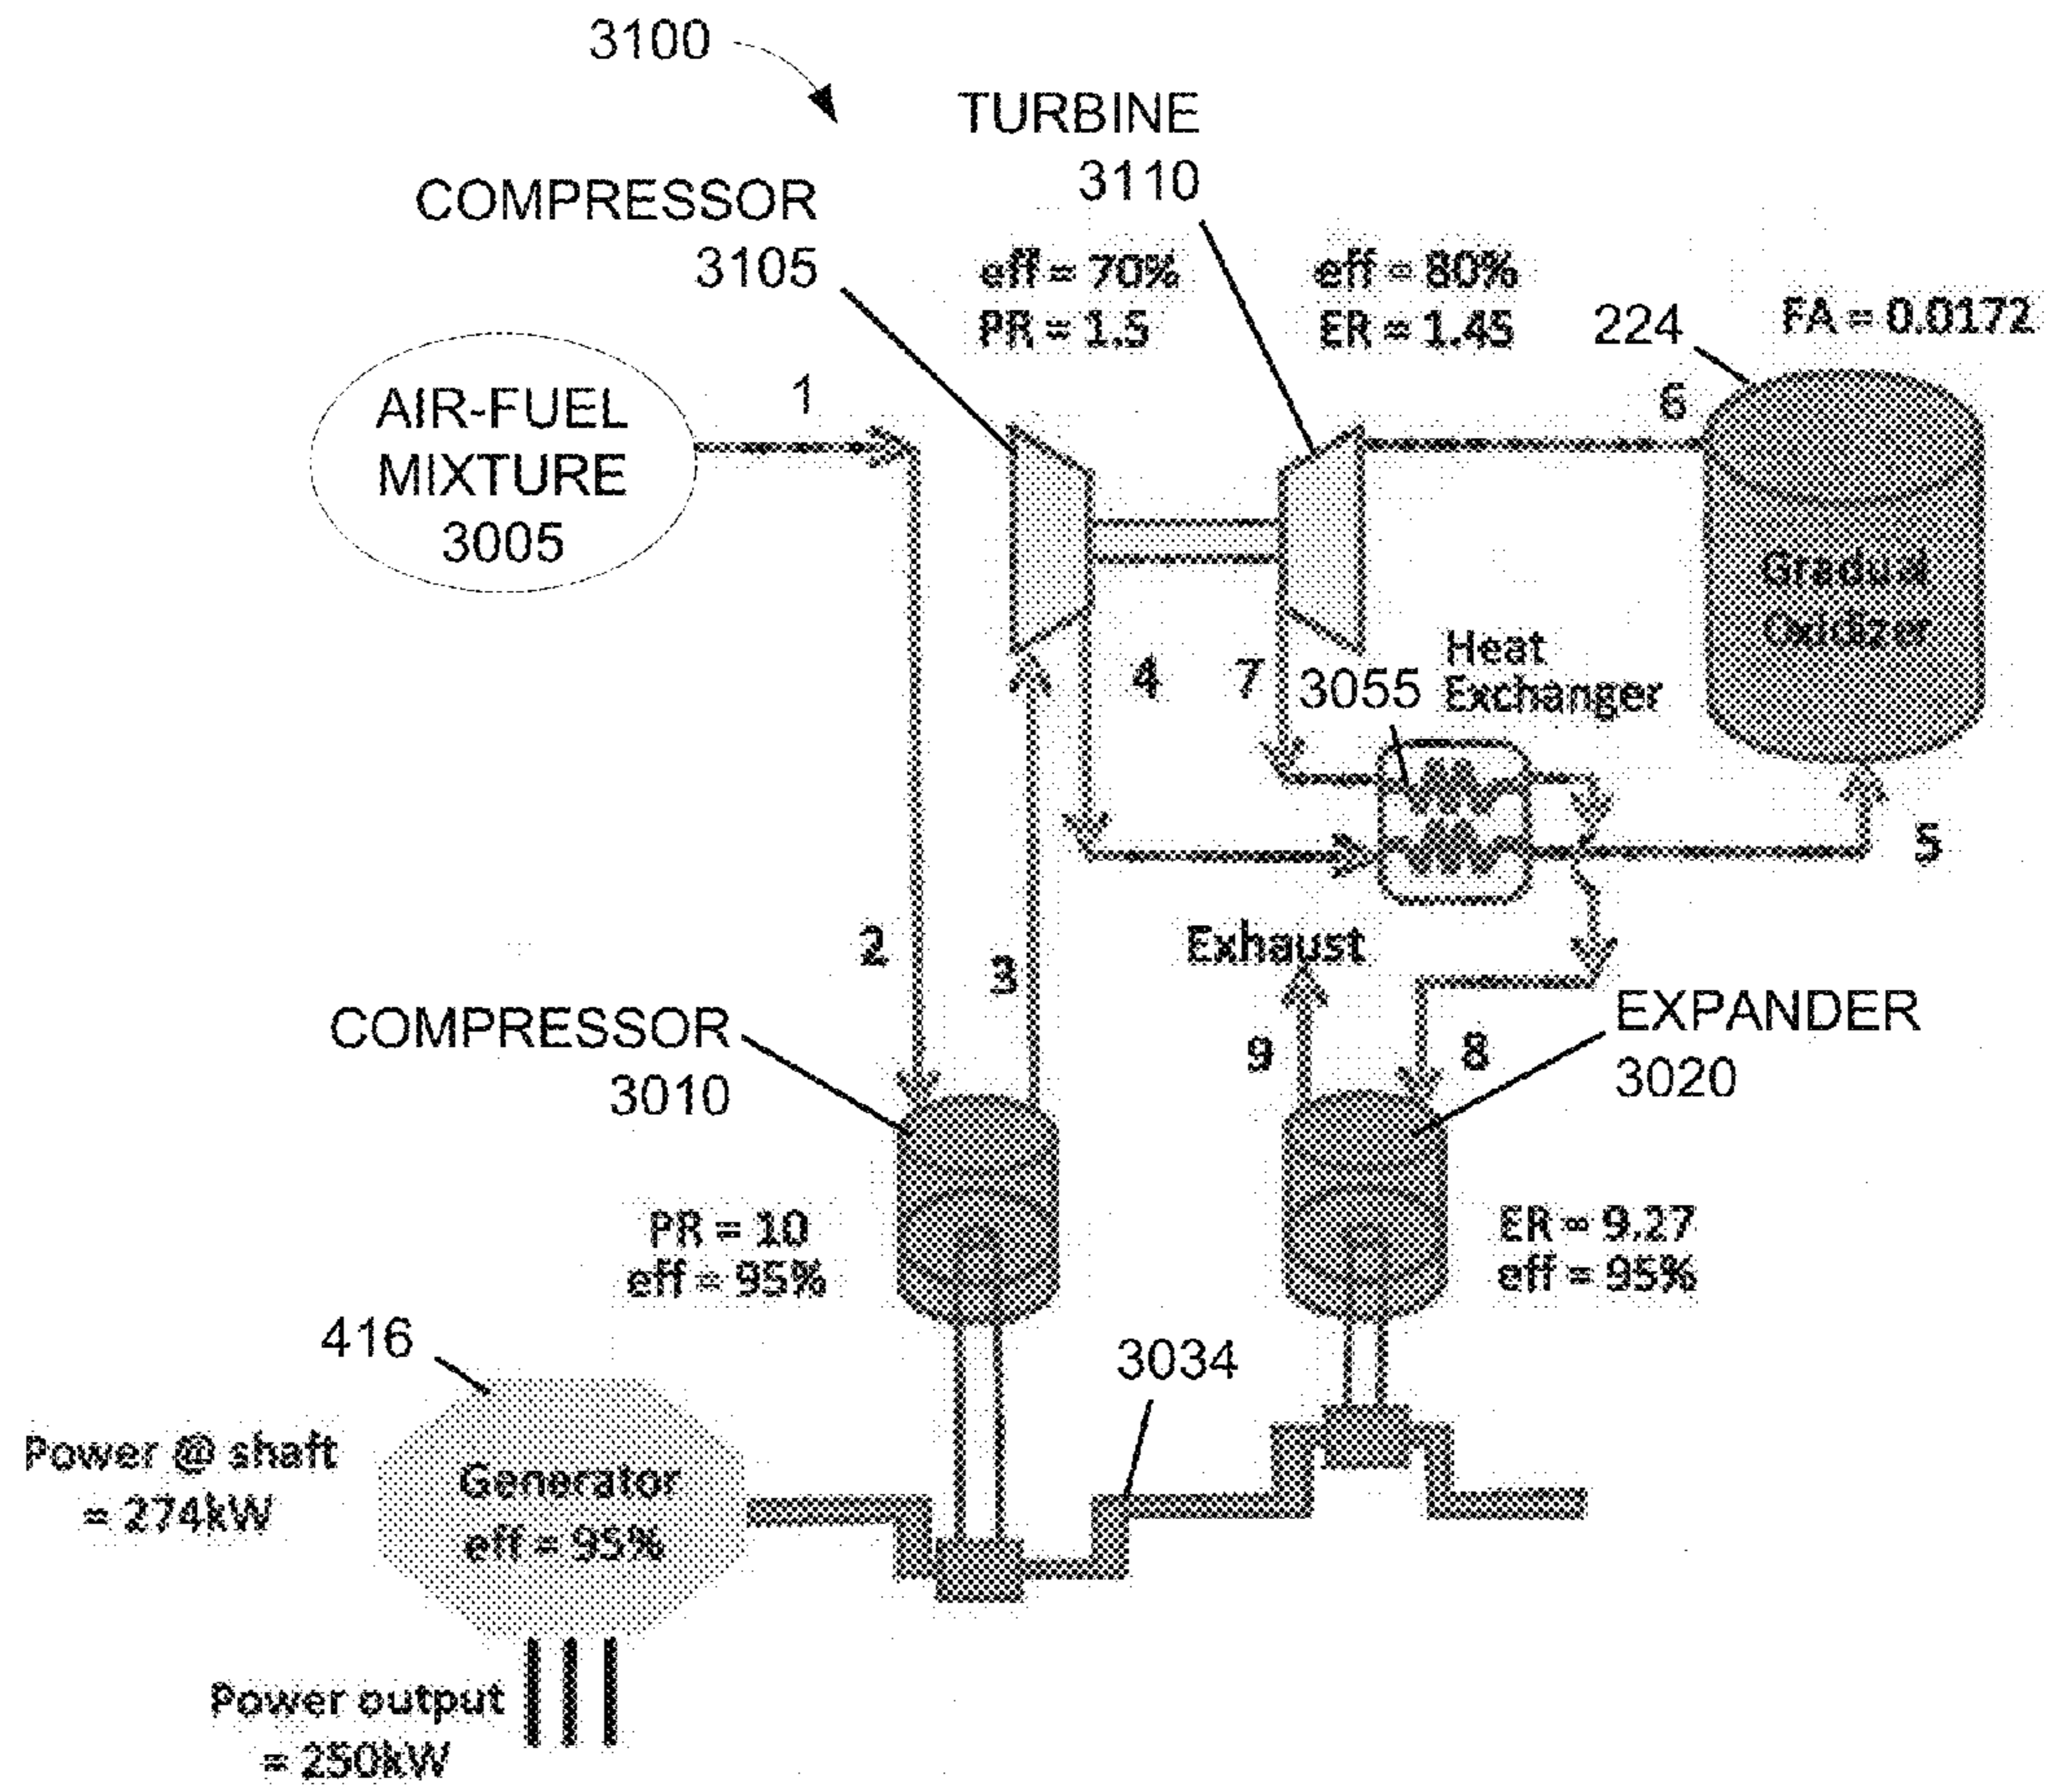 3100
TURBINE
3110
COMPRESSOR
3105
eff = 70%
PR = 1.5
eff = 80%
ER = 1.45
224
FA = 0.0172
6
1
AIR-FUEL
MIXTURE
3005
Gradual
Oxidizer
4
7
3055
Heat
Exchanger
5
2
3
Exhaust
COMPRESSOR
3010
9
8
EXPANDER
3020
PR = 10
eff = 95%
ER = 9.27
eff = 95%
416
3034
Power @ shaft
= 274kW
Generator
eff = 95%
Power output
= 250kW